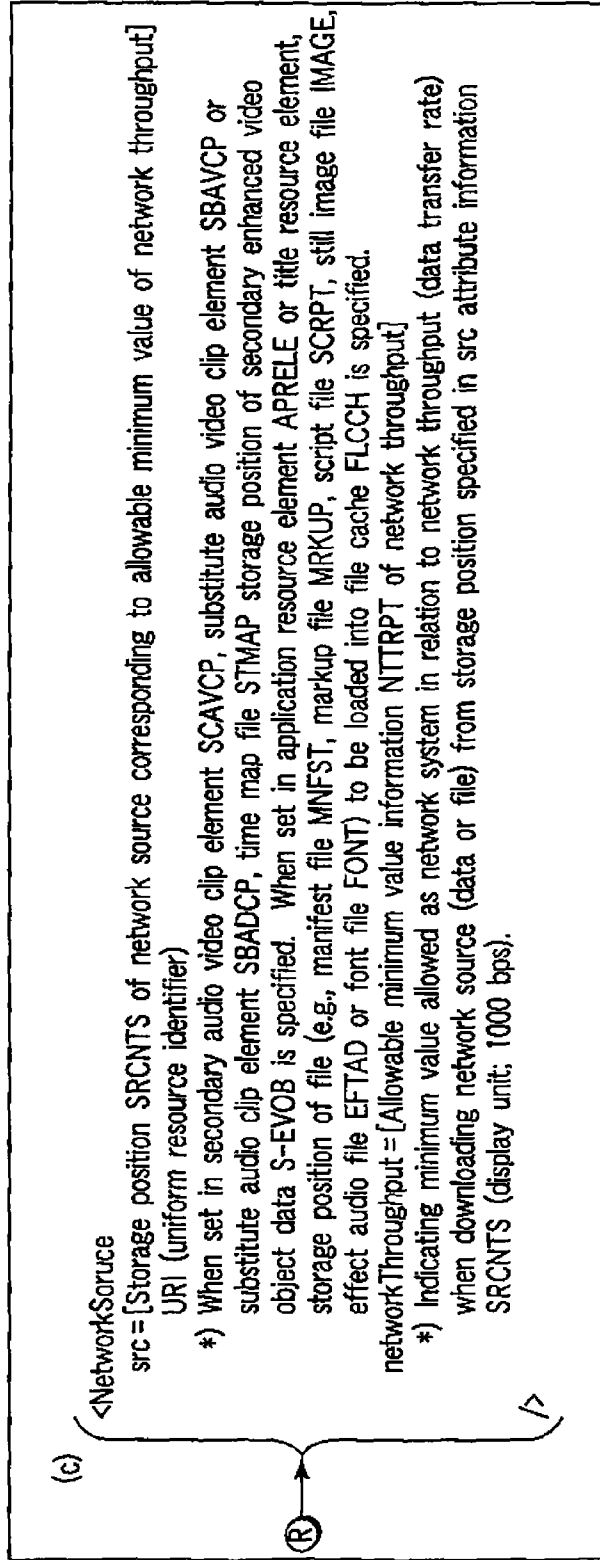 (c)
<NetworkSoruce
src=[Storage position SRCNTS of network source corresponding to allowable minimum value of network throughput]
URI (uniform resource identifier)
*) When set in secondary audio video clip element SCAVCP, substitute audio video clip element SBAVCP or
substitute audio clip element SBADCP, time map file STMAP storage position of secondary enhanced video
object data S-EVOB is specified. When set in application resource element APRELE or title resource element,
storage position of file (e.g., manifest file MNFST, markup file MRKUP, script file SCRPT, still image file IMAGE,
effect audio file EFTAD or font file FONT) to be loaded into file cache FLCCH is specified.
networkThroughput=[Allowable minimum value information NTTRPT of network throughput]
*) Indicating minimum value allowed as network system in relation to network throughput (data transfer rate)
when downloading network source (data or file) from storage position specified in src attribute information
SRCNTS (display unit; 1000 bps).
/>
R